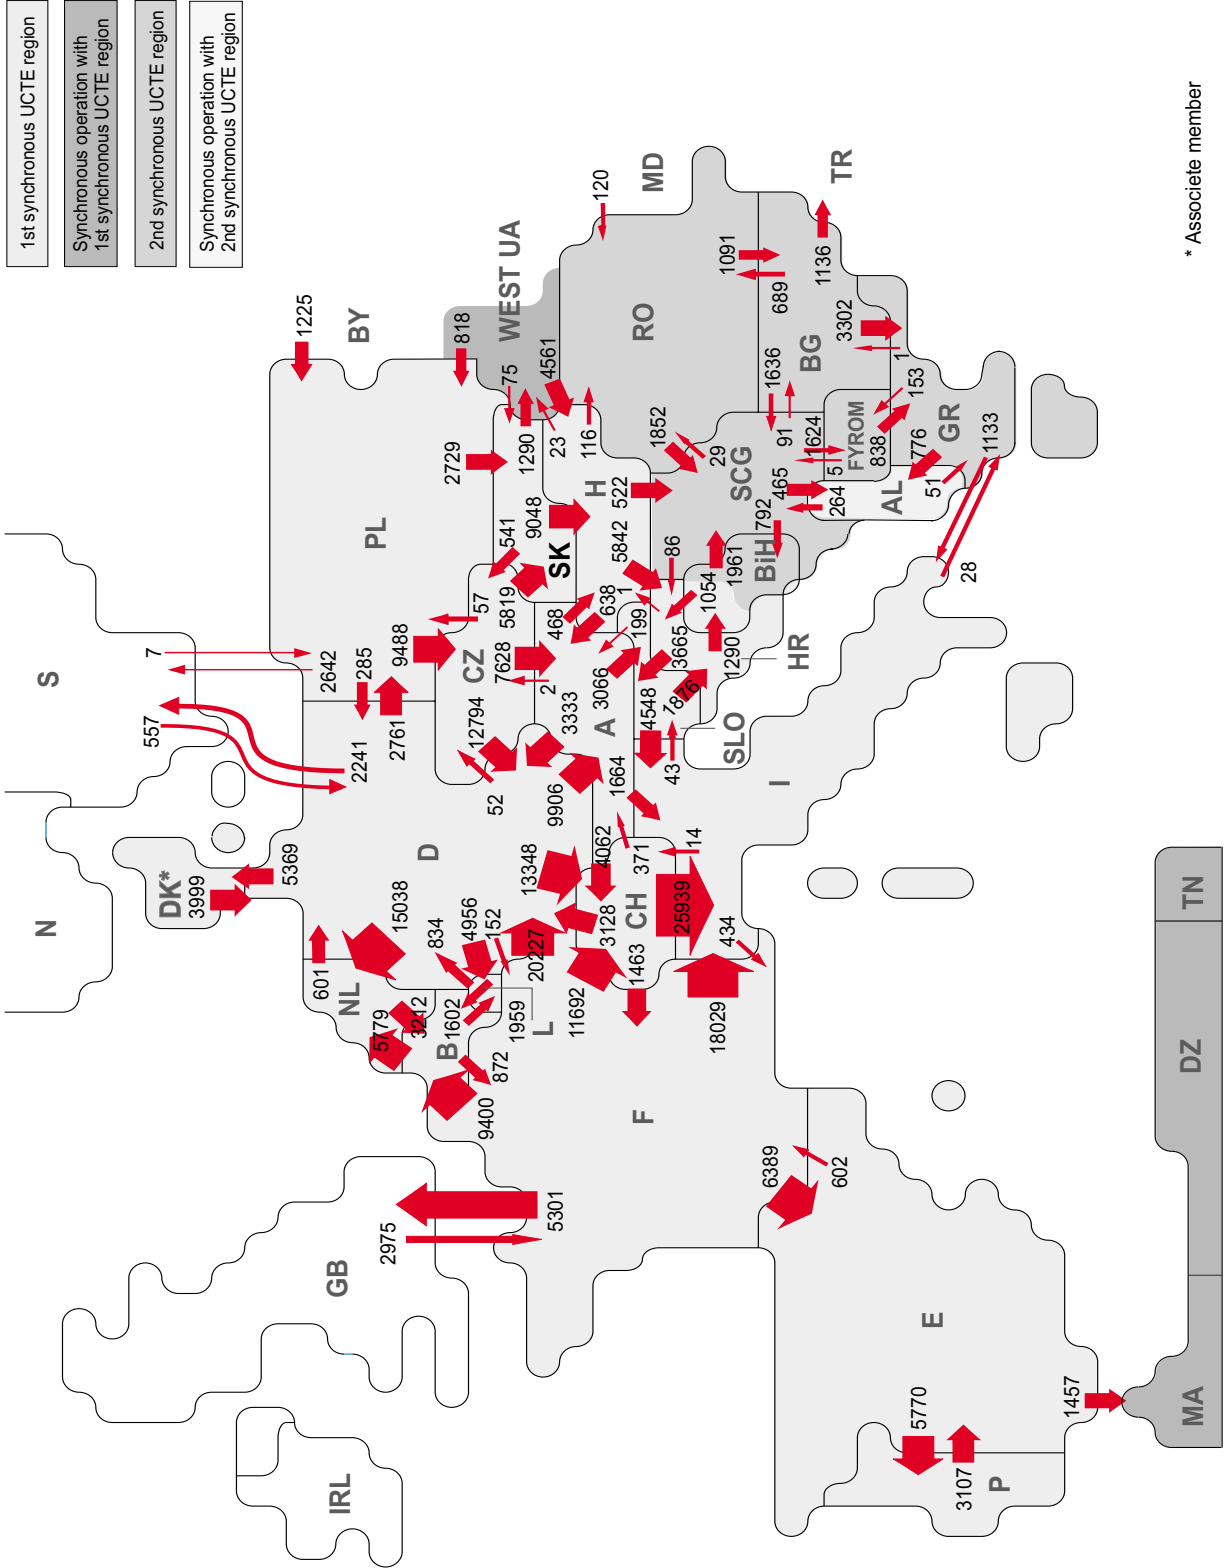 1st synchronous UCTE region
Synchronous operation with
1st synchronous UCTE region
2nd synchronous UCTE region
Synchronous operation with
2nd synchronous UCTE region
N
S
IRL
GB
DK*
NL
B
L
D
PL
BY
CZ
SK
WEST UA
MD
F
CH
A
H
RO
SLO
HR
BiH
SCG
BG
TR
FYROM
AL
GR
I
E
P
MA
DZ
TN
557
7
2241
2642
285
2761
9488
57
1225
818
2729
541
5819
9048
1290
75
23
4561
116
120
3999
5369
601
15038
834
4956
152
5779
3212
1602
1959
9400
872
2975
5301
20227
13348
11692
3128
4062
1463
371
14
25939
434
18029
12794
52
3333
9906
7628
2
468
638
1
199
3066
1664
4548
43
1876
3665
86
5842
522
1852
29
1290
1054
1961
792
465
264
1624
5
91
1636
689
1091
1136
3302
1
153
838
776
51
1133
28
6389
602
5770
3107
1457
* Associete member